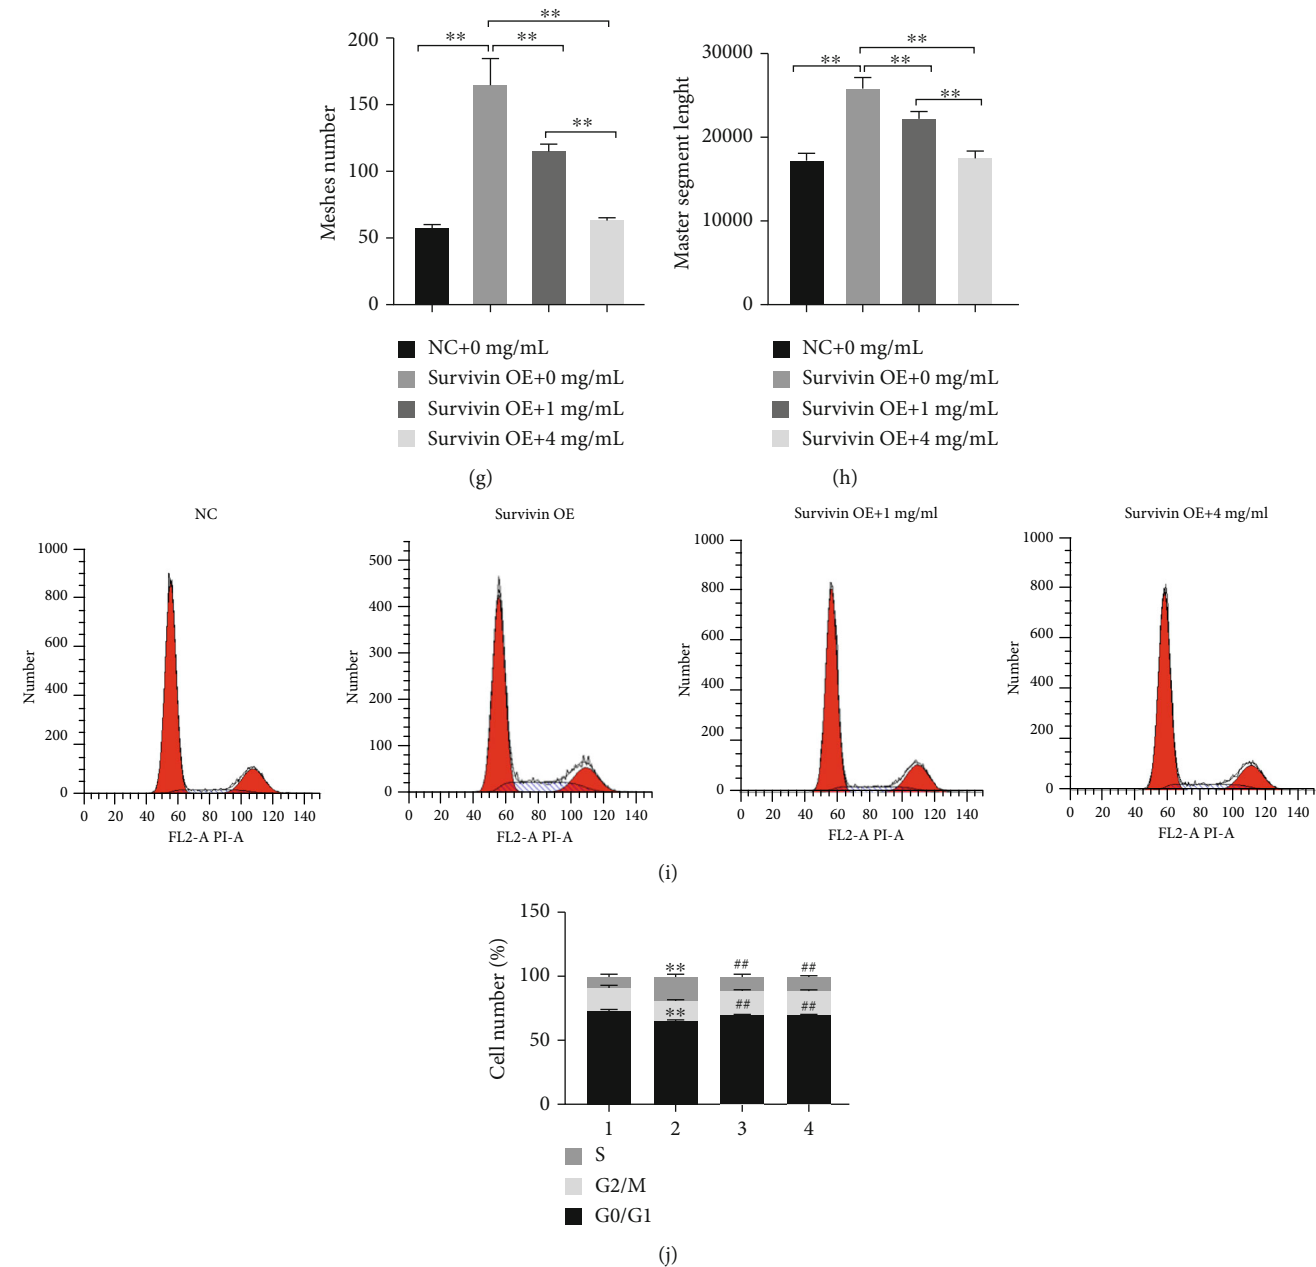 ** ** **
**
200
150
100
50
0
Meshes number
NC+0 mg/mL
Survivin OE+0 mg/mL
Survivin OE+1 mg/mL
Survivin OE+4 mg/mL
(g)
**
** **
**
30000
20000
10000
0
Master segment lenght
NC+0 mg/mL
Survivin OE+0 mg/mL
Survivin OE+1 mg/mL
Survivin OE+4 mg/mL
(h)
NC
1000
800
600
400
200
0
Number
0 20 40 60 80 100 120 140
FL2-A PI-A
Survivin OE
500
400
300
200
100
0
Number
0 20 40 60 80 100 120 140
FL2-A PI-A
Survivin OE+1 mg/ml
1000
800
600
400
200
0
Number
0 20 40 60 80 100 120 140
FL2-A PI-A
Survivin OE+4 mg/ml
1000
800
600
400
200
0
Number
0 20 40 60 80 100 120 140
FL2-A PI-A
(i)
150
100
50
0
Cell number (%)
** ## ##
** ## ##
1 2 3 4
S
G2/M
G0/G1
(j)